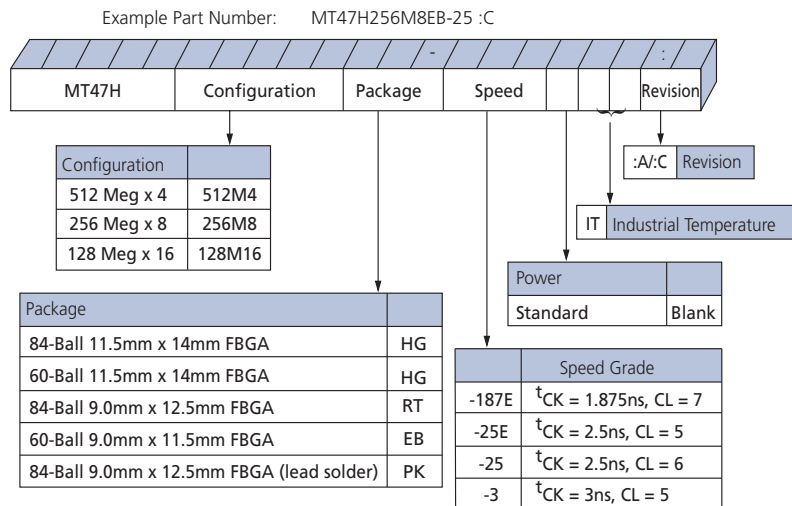 Example Part Number: MT47H256M8EB-25 :C
- :
MT47H Configuration Package Speed Revision
Configuration
512 Meg x 4 512M4
256 Meg x 8 256M8
128 Meg x 16 128M16
:A/:C Revision
IT Industrial Temperature
Power
Standard Blank
Package
84-Ball 11.5mm x 14mm FBGA HG
60-Ball 11.5mm x 14mm FBGA HG
84-Ball 9.0mm x 12.5mm FBGA RT
60-Ball 9.0mm x 11.5mm FBGA EB
84-Ball 9.0mm x 12.5mm FBGA (lead solder) PK
Speed Grade
-187E tCK = 1.875ns, CL = 7
-25E tCK = 2.5ns, CL = 5
-25 tCK = 2.5ns, CL = 6
-3 tCK = 3ns, CL = 5